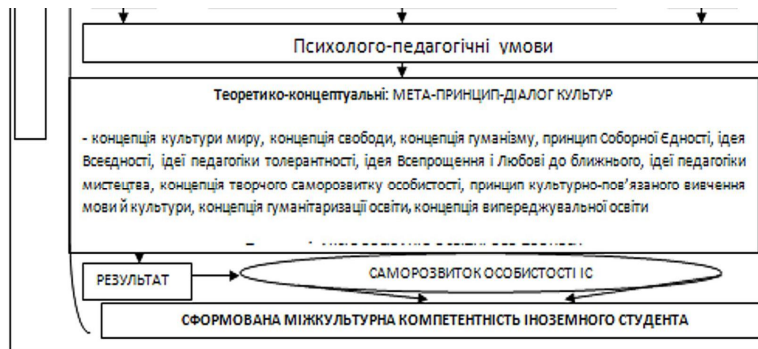 Психолого-педагогічні умови
Теоретико-концептуальні: МЕТА-ПРИНЦИП-ДІАЛОГ КУЛЬТУР
- концепція культури миру, концепція свободи, концепція гуманізму, принцип Соборної Єдності, ідея
Всеєдності, ідеї педагогіки толерантності, ідея Всепрощення і Любові до ближнього, ідеї педагогіки
мистецтва, концепція творчого саморозвитку особистості, принцип культурно-пов'язаного вивчення
мови й культури, концепція гуманітаризації освіти, концепція випереджувальної освіти
РЕЗУЛЬТАТ
САМОРОЗВИТОК ОСОБИСТОСТІ ІС
СФОРМОВАНА МІЖКУЛЬТУРНА КОМПЕТЕНТНІСТЬ ІНОЗЕМНОГО СТУДЕНТА